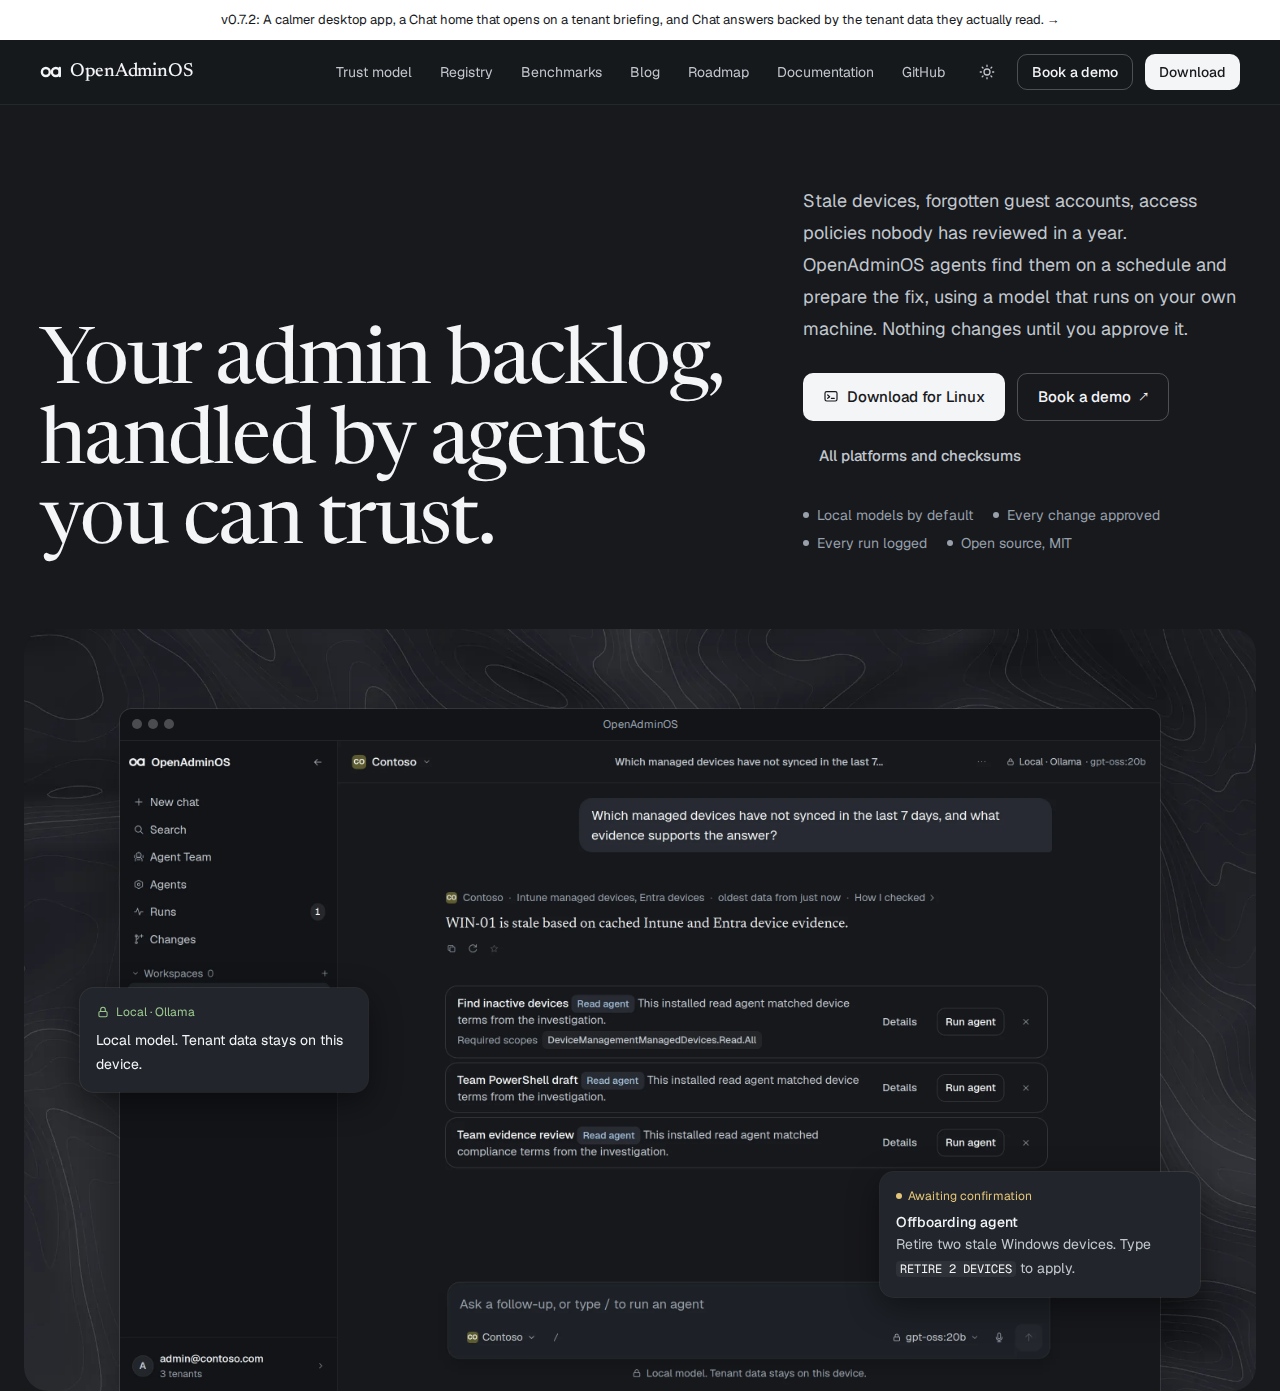 v0.7.2: A calmer desktop app, a Chat home that opens on a tenant briefing, and Chat answers backed by the tenant data they actually read. →
OpenAdminOS
Trust model
Registry
Benchmarks
Blog
Roadmap
Documentation
GitHub
Book a demo
Download
Your admin backlog,
handled by agents
you can trust.
Stale devices, forgotten guest accounts, access
policies nobody has reviewed in a year.
OpenAdminOS agents find them on a schedule and
prepare the fix, using a model that runs on your own
machine. Nothing changes until you approve it.
Download for Linux
Book a demo ↗
All platforms and checksums
Local models by default
Every change approved
Every run logged
Open source, MIT
OpenAdminOS
OpenAdminOS
←
New chat
Search
Agent Team
Agents
Runs
1
Changes
Workspaces 0
+
Local · Ollama
Local model. Tenant data stays on this
device.
A
admin@contoso.com
3 tenants
CO Contoso
Which managed devices have not synced in the last 7...
...
Local · Ollama · gpt-oss:20b
Which managed devices have not synced in the last 7 days, and what
evidence supports the answer?
CO Contoso · Intune managed devices, Entra devices · oldest data from just now · How I checked >
WIN-01 is stale based on cached Intune and Entra device evidence.
Find inactive devices Read agent This installed read agent matched device
terms from the investigation.
Required scopes DeviceManagementManagedDevices.Read.All
Details
Run agent
×
Team PowerShell draft Read agent This installed read agent matched device
terms from the investigation.
Details
Run agent
×
Team evidence review Read agent This installed read agent matched
compliance terms from the investigation.
Details
Run agent
×
Awaiting confirmation
Offboarding agent
Retire two stale Windows devices. Type
RETIRE 2 DEVICES to apply.
Ask a follow-up, or type / to run an agent
CO Contoso
/
gpt-oss:20b
Local model. Tenant data stays on this device.